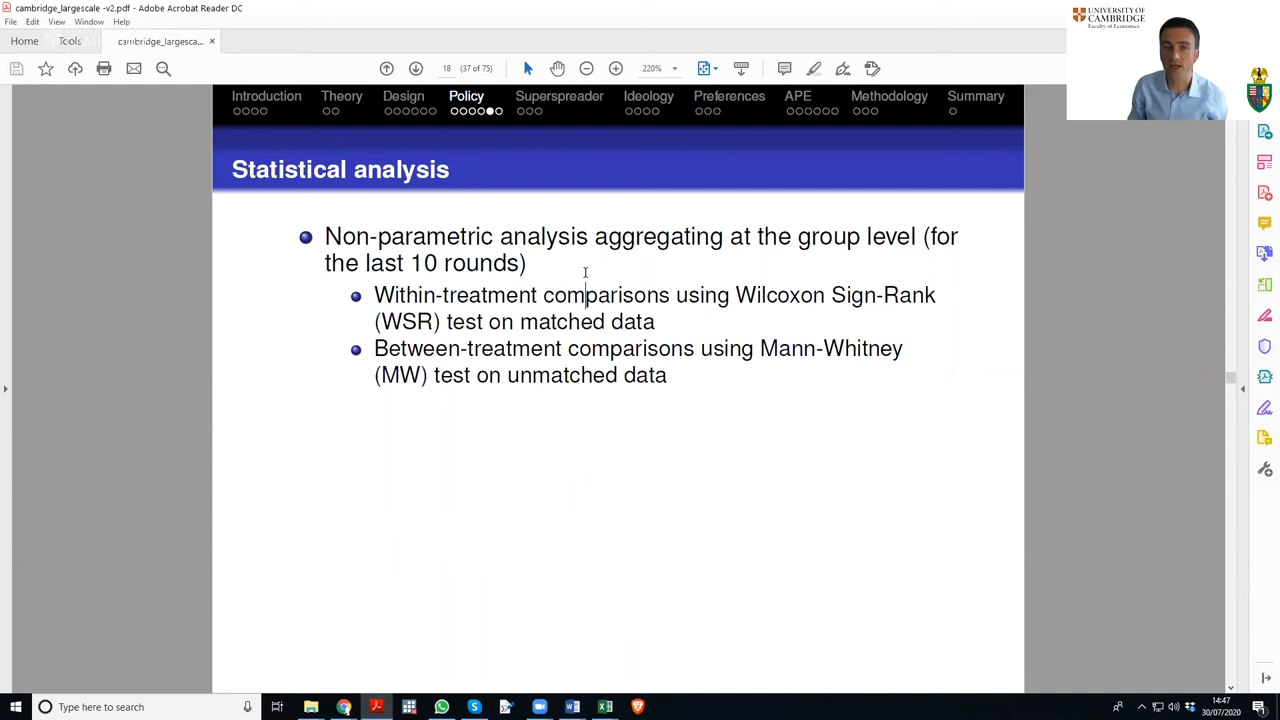 cambridge_largescale -v2.pdf - Adobe Acrobat Reader DC
File Edit View Window Help
Home Tools cambridge_largesca... ×
18 (37 of 75) 220%
UNIVERSITY OF
CAMBRIDGE
Faculty of Economics
Introduction Theory Design Policy Superspreader Ideology Preferences APE Methodology Summary
Statistical analysis
Non-parametric analysis aggregating at the group level (for
the last 10 rounds)
Within-treatment comparisons using Wilcoxon Sign-Rank
(WSR) test on matched data
Between-treatment comparisons using Mann-Whitney
(MW) test on unmatched data
Type here to search
14:47
30/07/2020